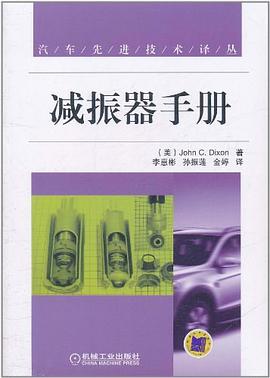 汽/车/先/进/技/术/译/丛
减振器手册
（美）John C. Dixon 著
李惠彬 孙振莲 金婷 译
机械工业出版社
CHINA MACHINE PRESS